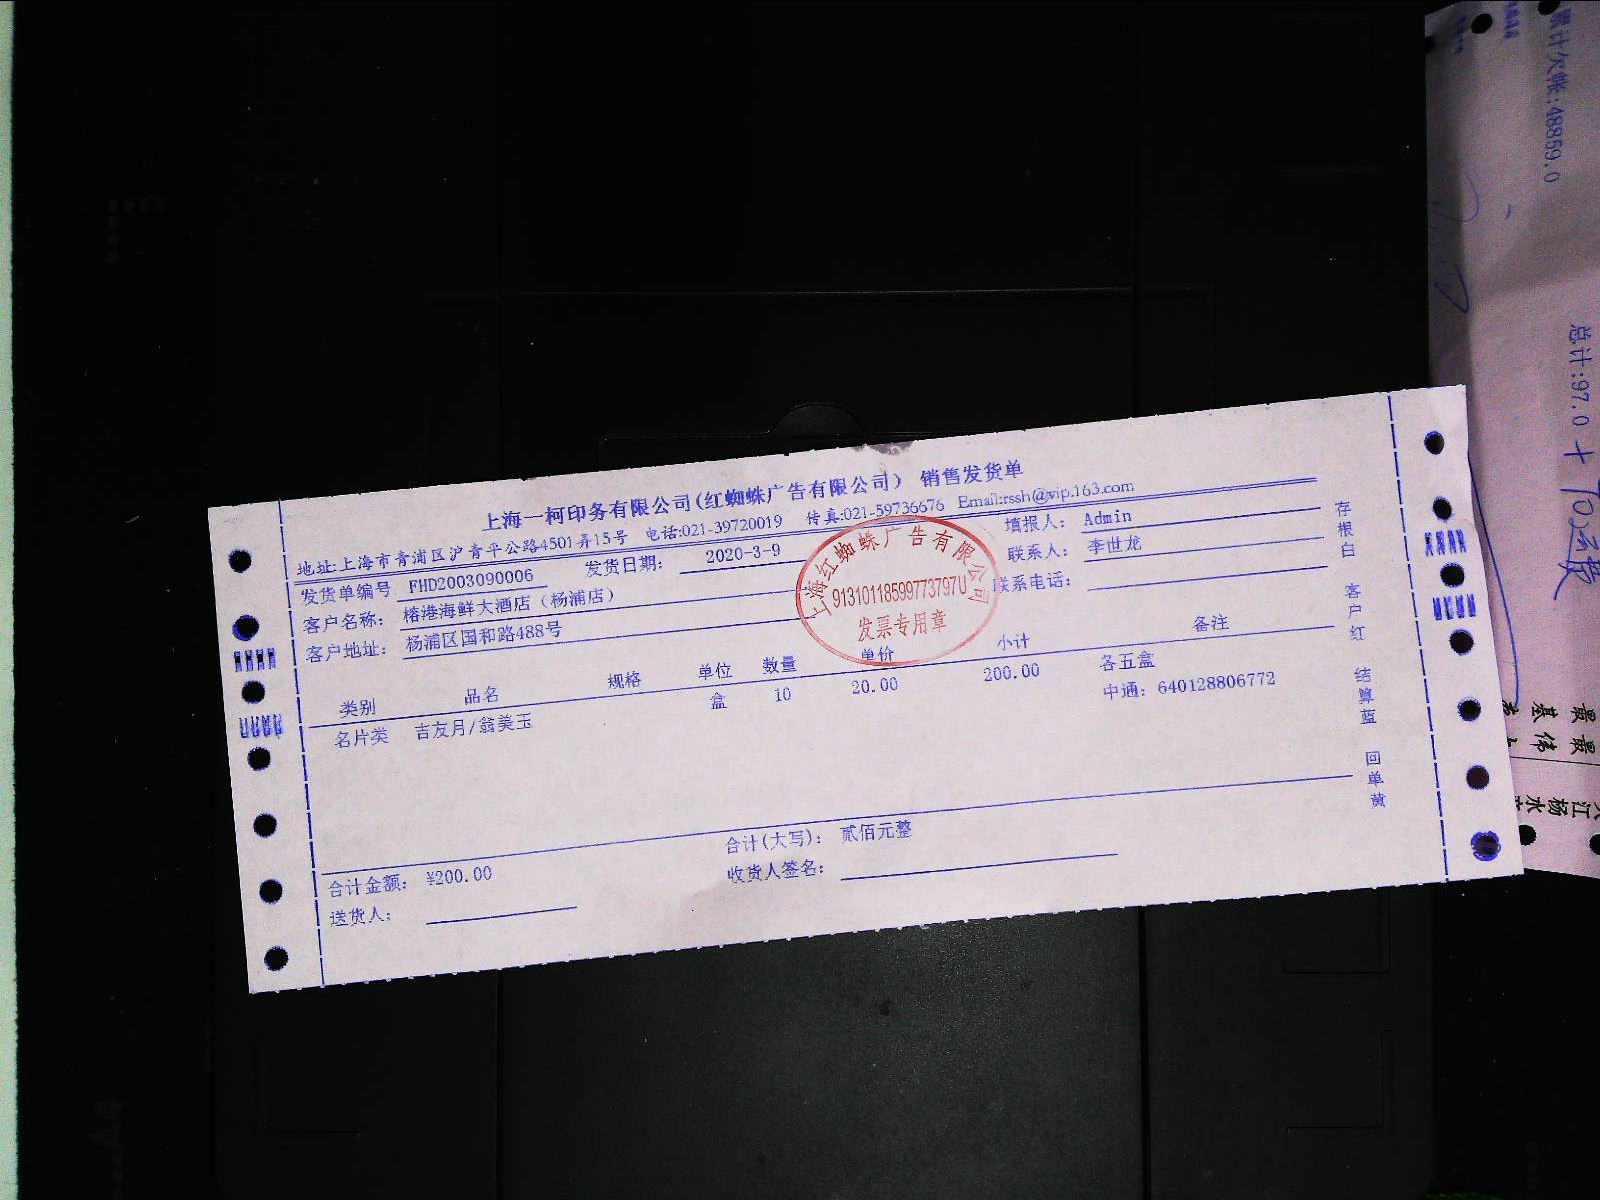 上海一柯印务有限公司(红蜘蛛广告有限公司) 销售发货单
地址:上海市青浦区沪青平公路4501弄15号 电话:021-39720019 传真:021-59736676 Email:rssh@vip.163.com
发货单编号 FHD2003090006 发货日期: 2020-3-9 填报人: Admin
客户名称: 榕港海鲜大酒店（杨浦店） 联系人: 李世龙
客户地址: 杨浦区国和路488号 联系电话:
类别 品名 规格 单位 数量 单价 小计 备注
名片类 吉友月/翁美玉 盒 10 20.00 200.00 各五盒
中通: 640128806772
合计金额: ¥200.00 合计(大写): 贰佰元整
送货人: 收货人签名:
存根白 客户红 结算蓝 回单黄
上海红蜘蛛广告有限公司
91310118599773797U
发票专用章
累计欠帐:48859.0
总计:97.0 +